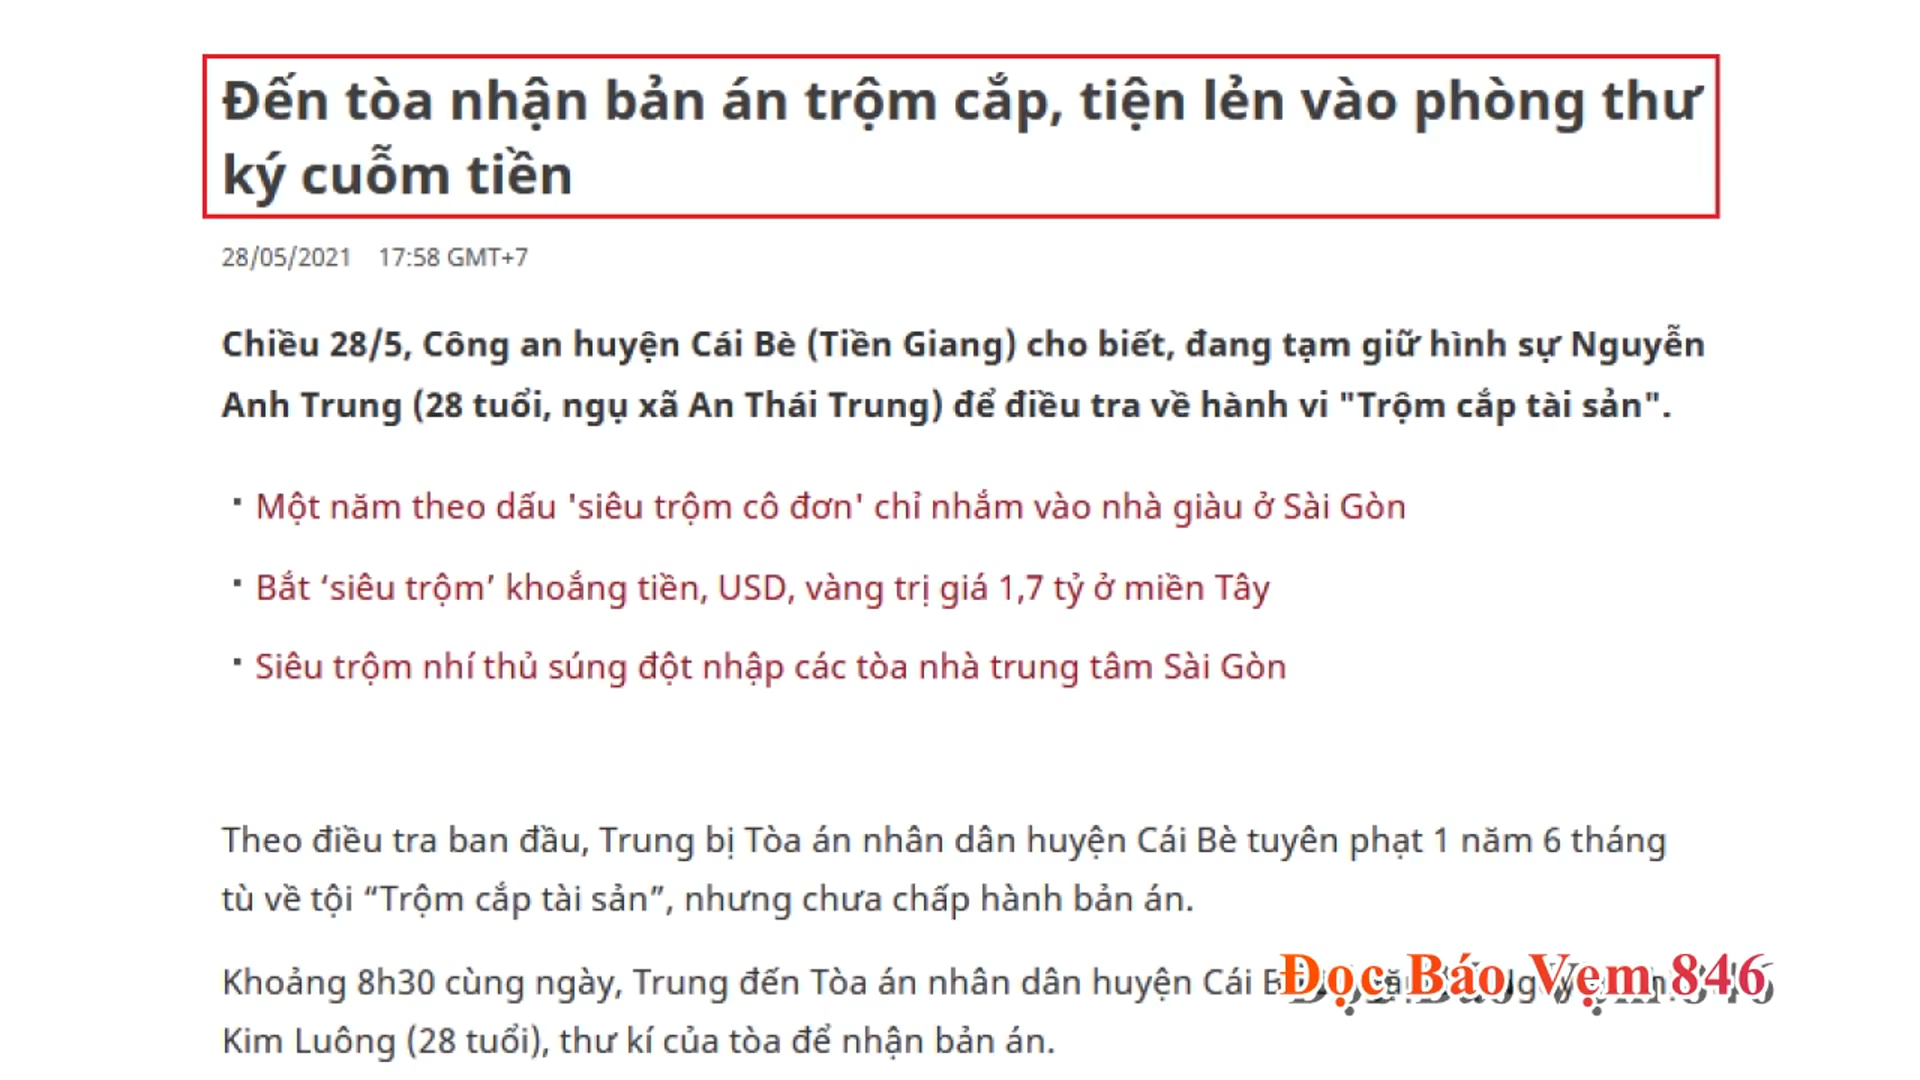 Đến tòa nhận bản án trộm cắp, tiện lẻn vào phòng thư
ký cuỗm tiền
28/05/2021 17:58 GMT+7
Chiều 28/5, Công an huyện Cái Bè (Tiền Giang) cho biết, đang tạm giữ hình sự Nguyễn
Anh Trung (28 tuổi, ngụ xã An Thái Trung) để điều tra về hành vi "Trộm cắp tài sản".
▪ Một năm theo dấu 'siêu trộm cô đơn' chỉ nhắm vào nhà giàu ở Sài Gòn
▪ Bắt ‘siêu trộm’ khoắng tiền, USD, vàng trị giá 1,7 tỷ ở miền Tây
▪ Siêu trộm nhí thủ súng đột nhập các tòa nhà trung tâm Sài Gòn
Theo điều tra ban đầu, Trung bị Tòa án nhân dân huyện Cái Bè tuyên phạt 1 năm 6 tháng
tù về tội “Trộm cắp tài sản”, nhưng chưa chấp hành bản án.
Khoảng 8h30 cùng ngày, Trung đến Tòa án nhân dân huyện Cái
Đọc Báo Vẹm 846
Kim Luông (28 tuổi), thư kí của tòa để nhận bản án.